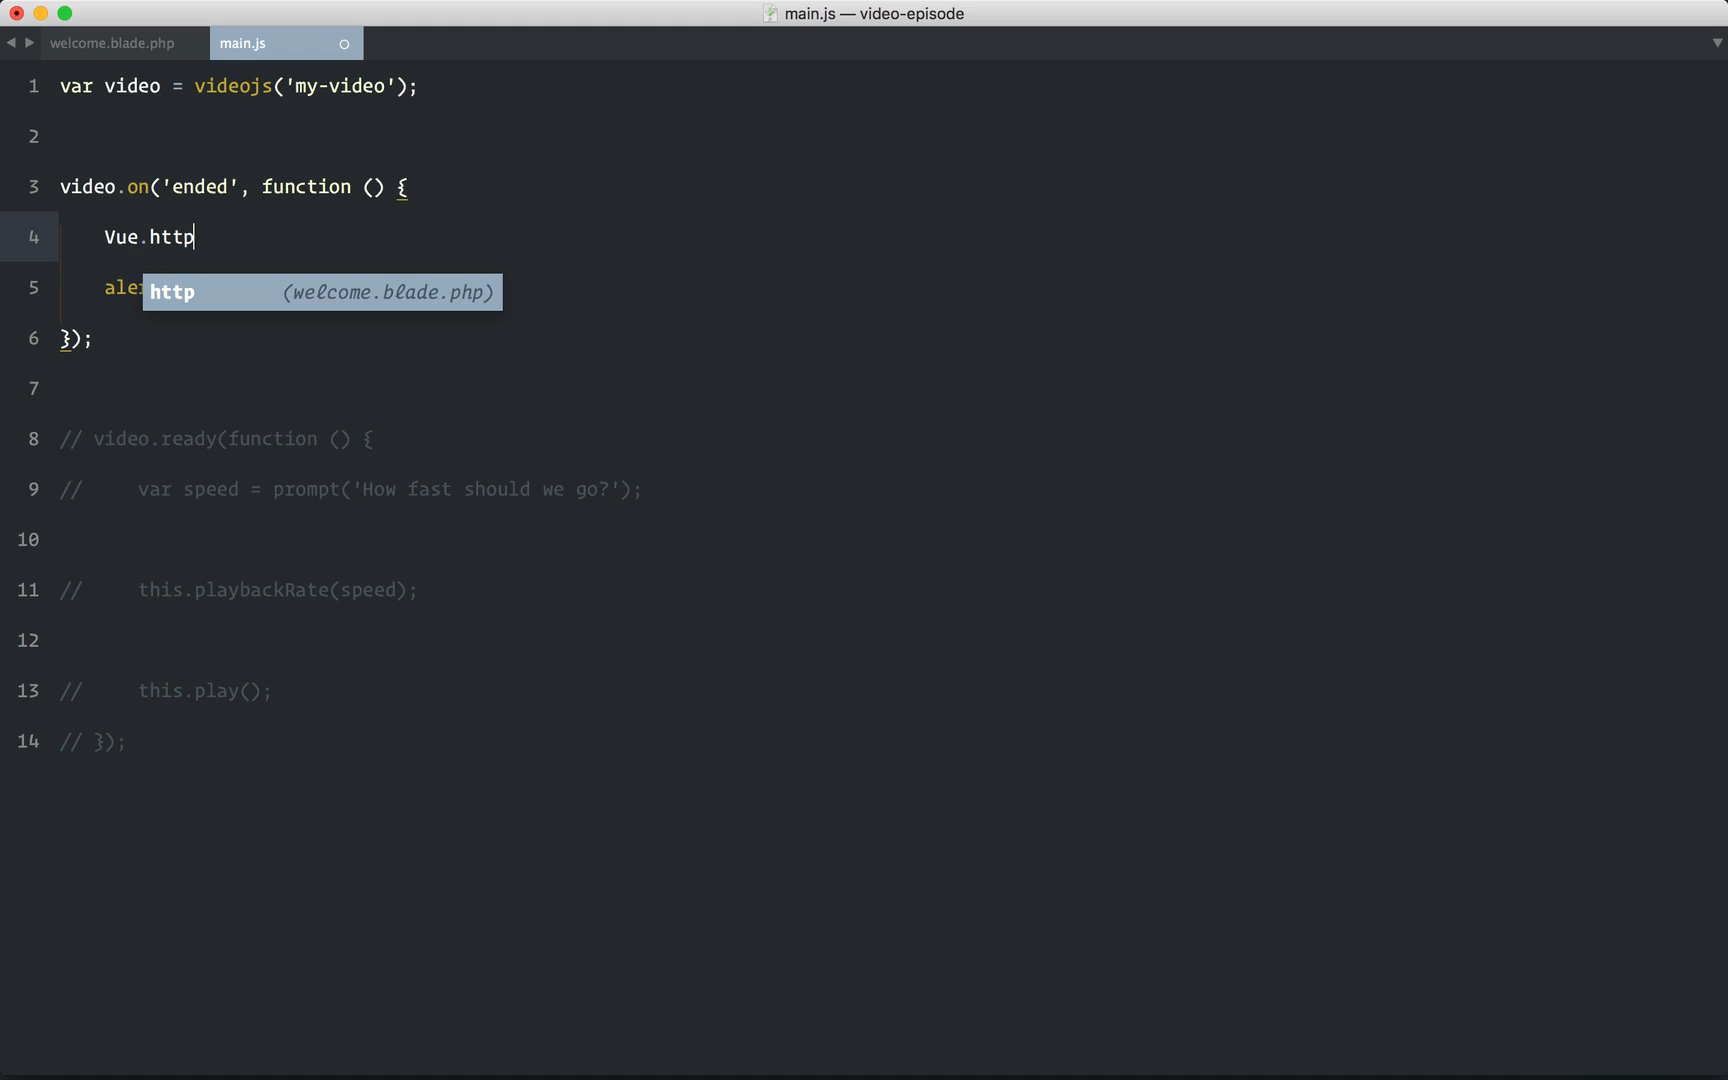 main.js — video-episode
welcome.blade.php main.js
1 var video = videojs('my-video');
2
3 video.on('ended', function () {
4 Vue.http
5 ale
http (welcome.blade.php)
6 });
7
8 // video.ready(function () {
9 // var speed = prompt('How fast should we go?');
10
11 // this.playbackRate(speed);
12
13 // this.play();
14 // });